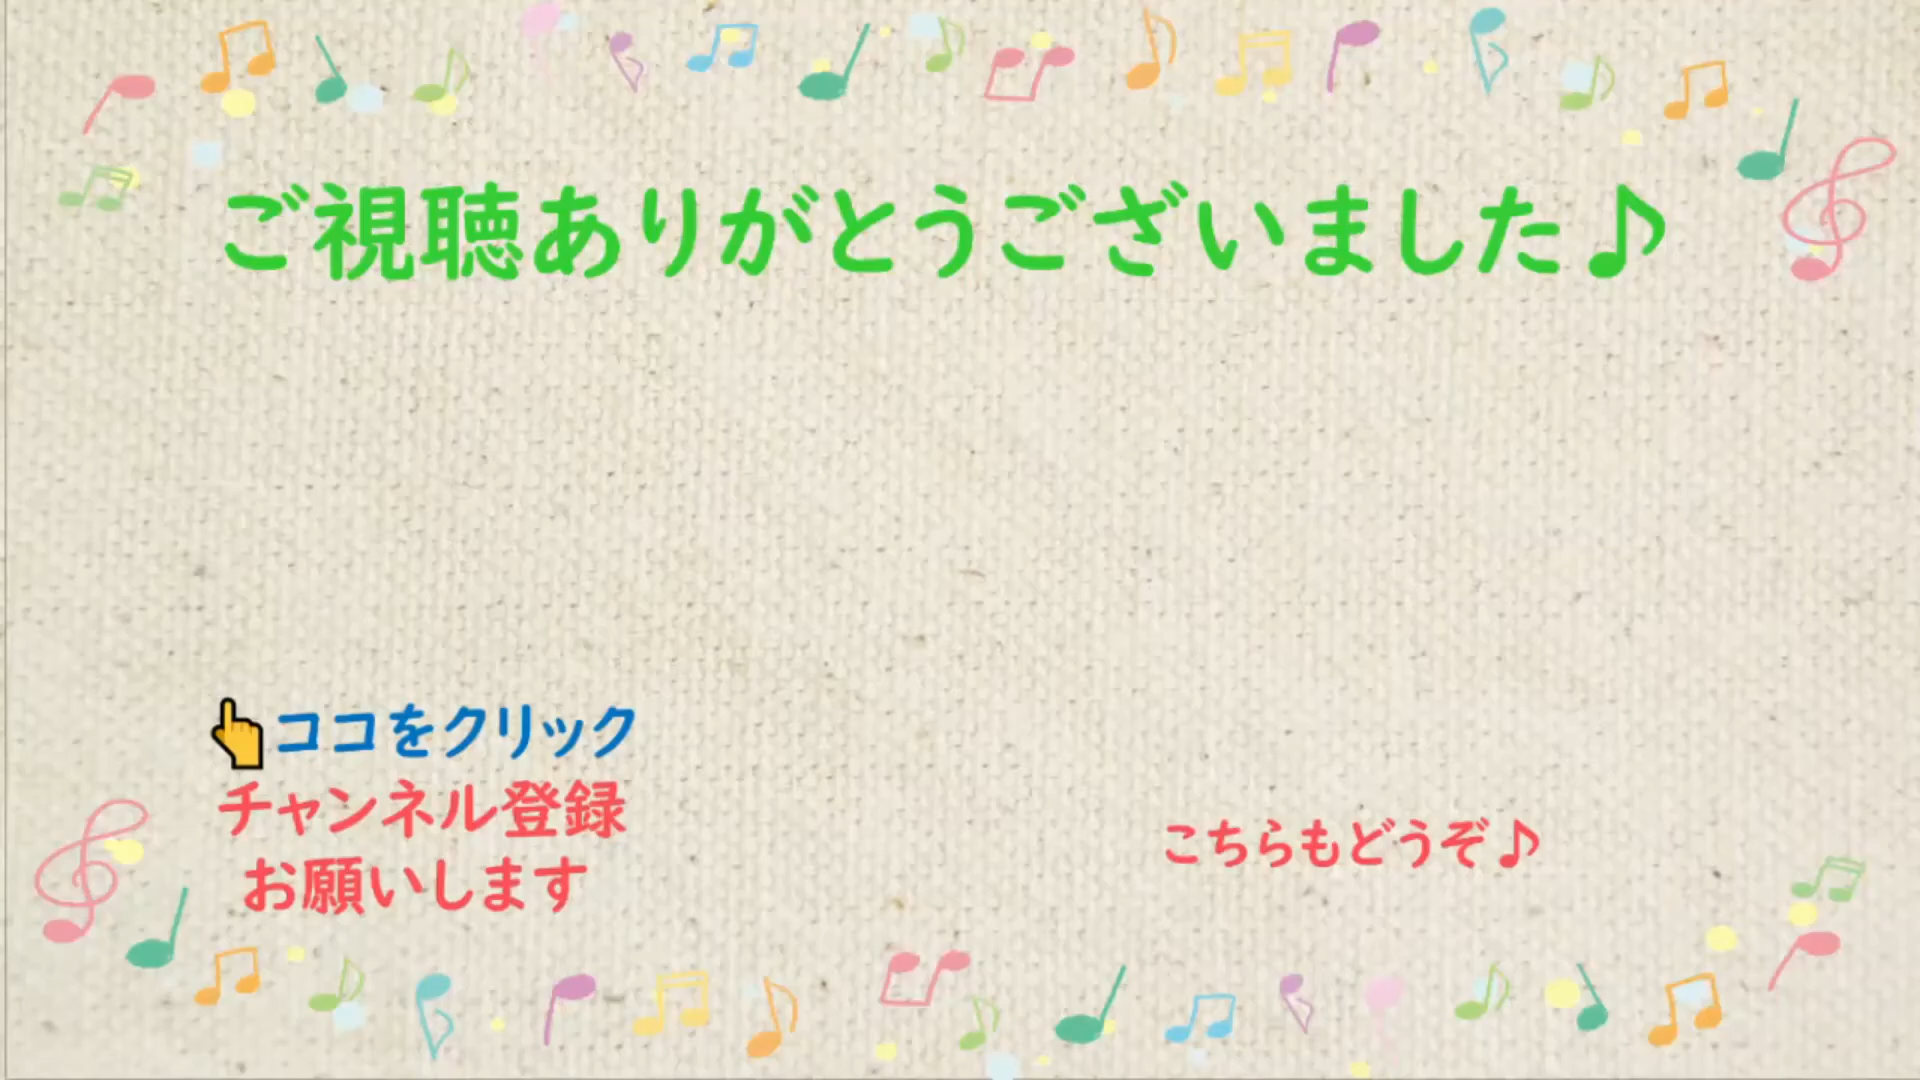 ご視聴ありがとうございました♪
👆ココをクリック
チャンネル登録
お願いします
こちらもどうぞ♪